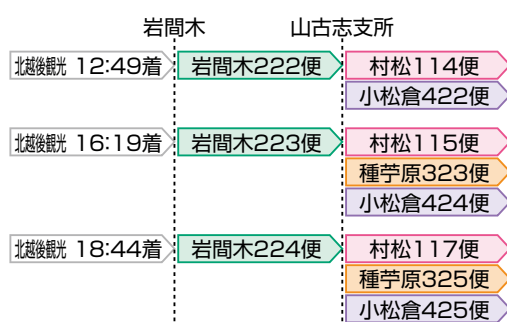 岩間木 山古志支所
北越後観光 12:49着 岩間木222便 村松114便
小松倉422便
北越後観光 16:19着 岩間木223便 村松115便
種苧原323便
小松倉424便
北越後観光 18:44着 岩間木224便 村松117便
種苧原325便
小松倉425便